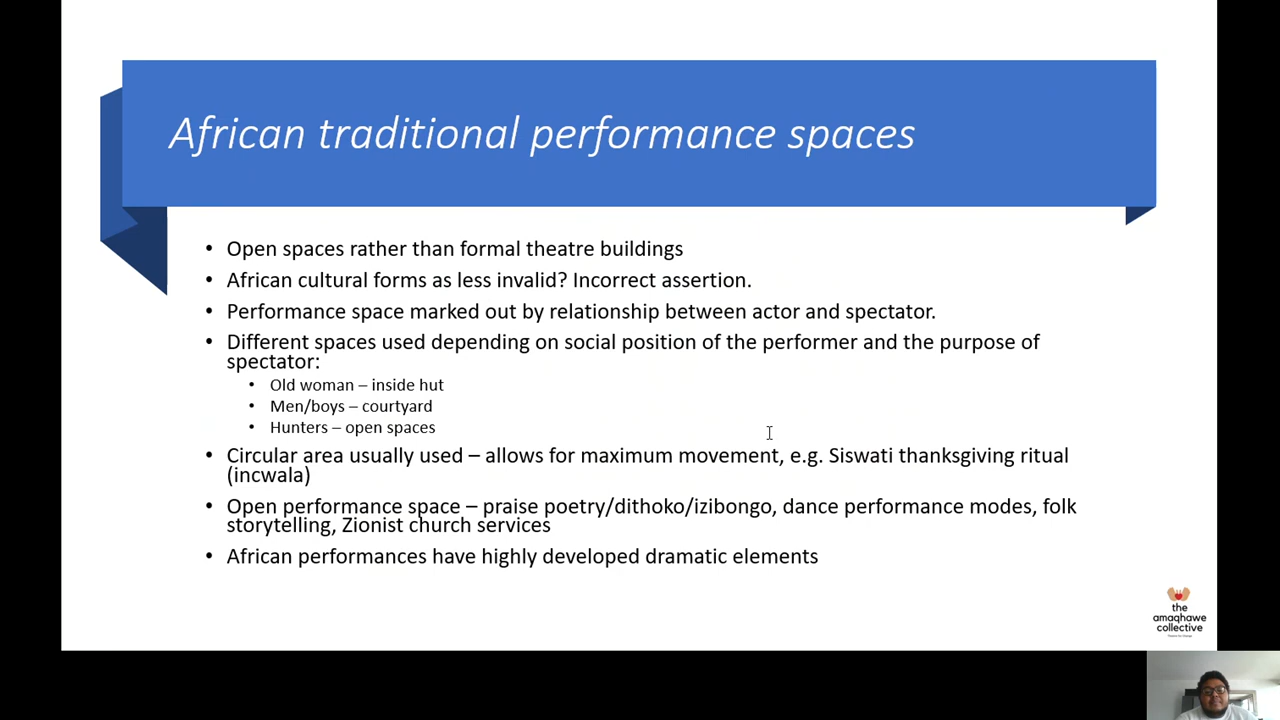 African traditional performance spaces
• Open spaces rather than formal theatre buildings
• African cultural forms as less invalid? Incorrect assertion.
• Performance space marked out by relationship between actor and spectator.
• Different spaces used depending on social position of the performer and the purpose of
spectator:
• Old woman – inside hut
• Men/boys – courtyard
• Hunters – open spaces
• Circular area usually used – allows for maximum movement, e.g. Siswati thanksgiving ritual
(incwala)
• Open performance space – praise poetry/dithoko/izibongo, dance performance modes, folk
storytelling, Zionist church services
• African performances have highly developed dramatic elements
the
amaqhawe
collective